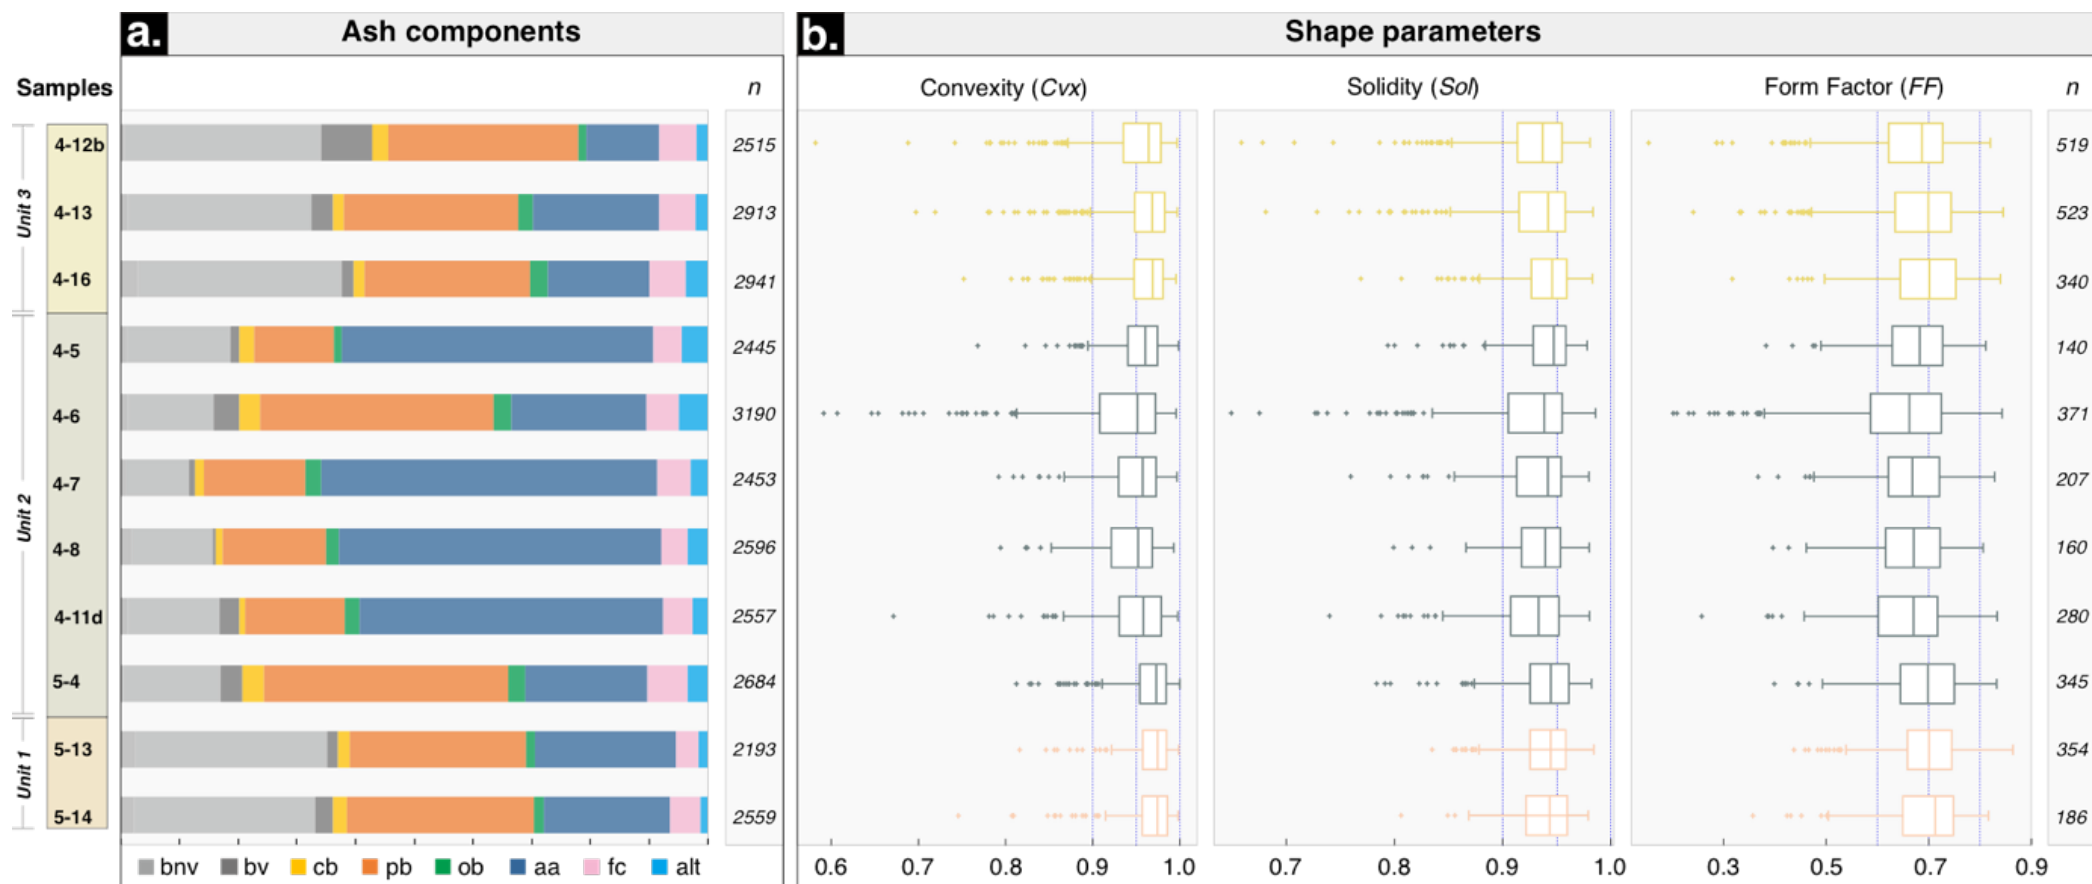 a. Ash components
b. Shape parameters
Samples
n
Convexity (Cvx)
Solidity (Sol)
Form Factor (FF)
n
Unit 3
4-12b 2515 519
4-13 2913 523
4-16 2941 340
Unit 2
4-5 2445 140
4-6 3190 371
4-7 2453 207
4-8 2596 160
4-11d 2557 280
5-4 2684 345
Unit 1
5-13 2193 354
5-14 2559 186
bnv bv cb pb ob aa fc alt
0.6 0.7 0.8 0.9 1.0
0.7 0.8 0.9 1.0
0.3 0.5 0.7 0.9